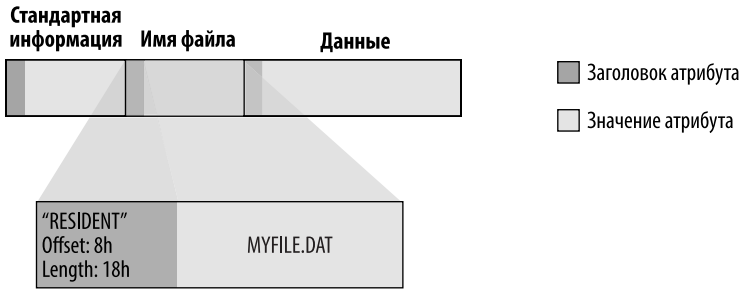 Стандартная
информация
Имя файла
Данные
Заголовок атрибута
Значение атрибута
“RESIDENT”
Offset: 8h
Length: 18h
MYFILE.DAT